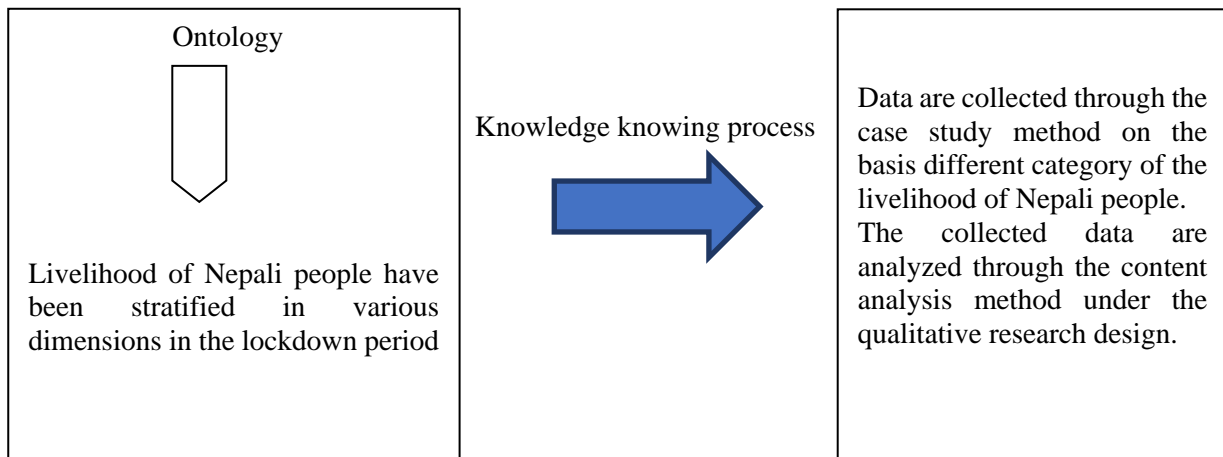 Ontology
Livelihood of Nepali people have
been stratified in various
dimensions in the lockdown period
Knowledge knowing process
Data are collected through the
case study method on the
basis different category of the
livelihood of Nepali people.
The collected data are
analyzed through the content
analysis method under the
qualitative research design.